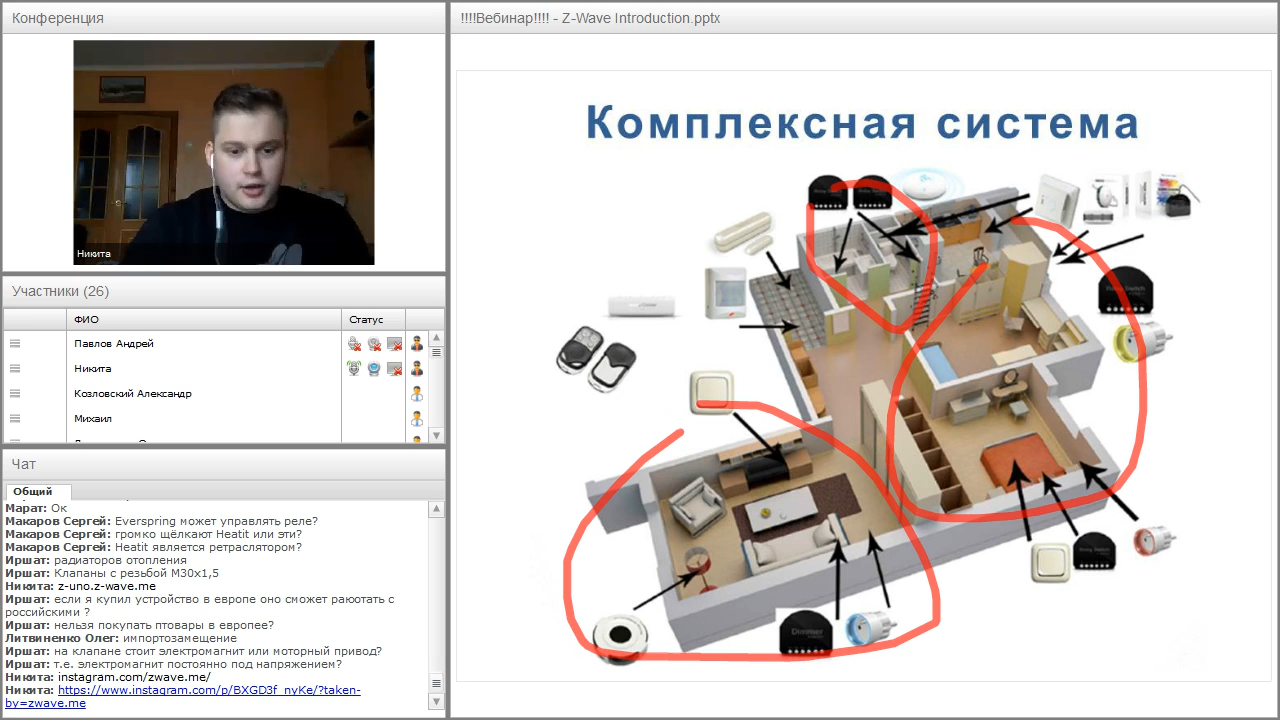 Конференция
Никита
Участники (26)
ФИО
Статус
Павлов Андрей
Никита
Козловский Александр
Михаил
Чат
Общий
Марат: Ок
Макаров Сергей: Everspring может управлять реле?
Макаров Сергей: громко щёлкают Heatit или эти?
Макаров Сергей: Heatit является ретраслятором?
Иршат: радиаторов отопления
Иршат: Клапаны с резьбой М30х1,5
Никита: z-uno.z-wave.me
Иршат: если я купил устройство в европе оно сможет раюотать с
российскими ?
Иршат: нельзя покупать птовары в европее?
Литвиненко Олег: импортозамещение
Иршат: на клапане стоит электромагнит или моторный привод?
Иршат: т.е. электромагнит постоянно под напряжением?
Никита: instagram.com/zwave.me/
Никита: https://www.instagram.com/p/BXGD3f_nyKe/?taken-
by=zwave.me
!!!!Вебинар!!!! - Z-Wave Introduction.pptx
Комплексная система
Dimmer